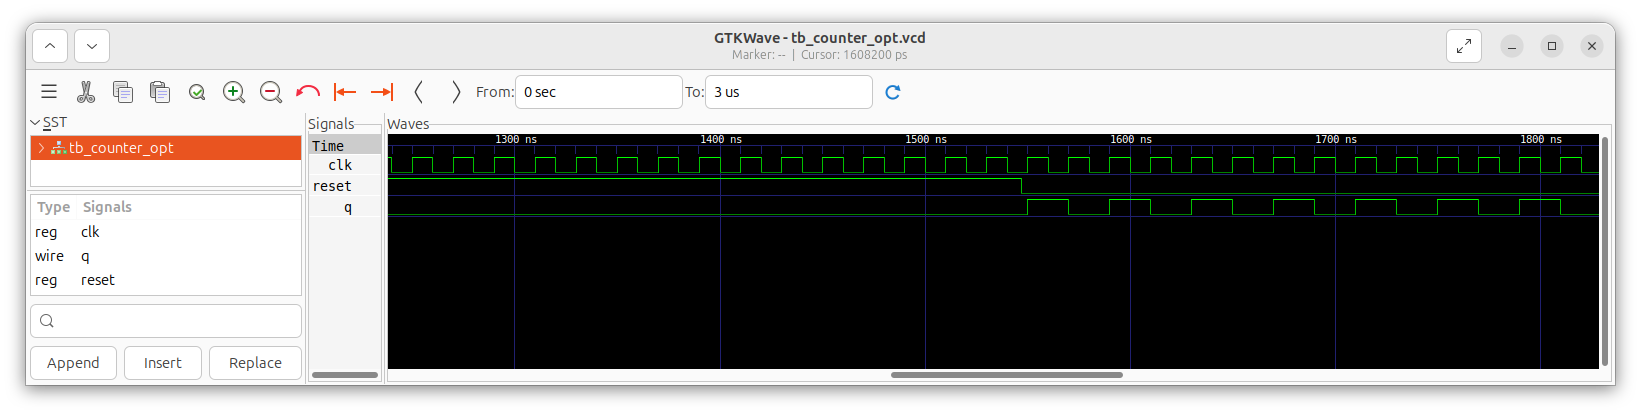 GTKWave - tb_counter_opt.vcd
Marker: -- | Cursor: 1608200 ps
From: 0 sec To: 3 us
SST
tb_counter_opt
Type Signals
reg clk
wire q
reg reset
Append Insert Replace
Signals
Time
clk
reset
q
Waves
1300 ns 1400 ns 1500 ns 1600 ns 1700 ns 1800 ns